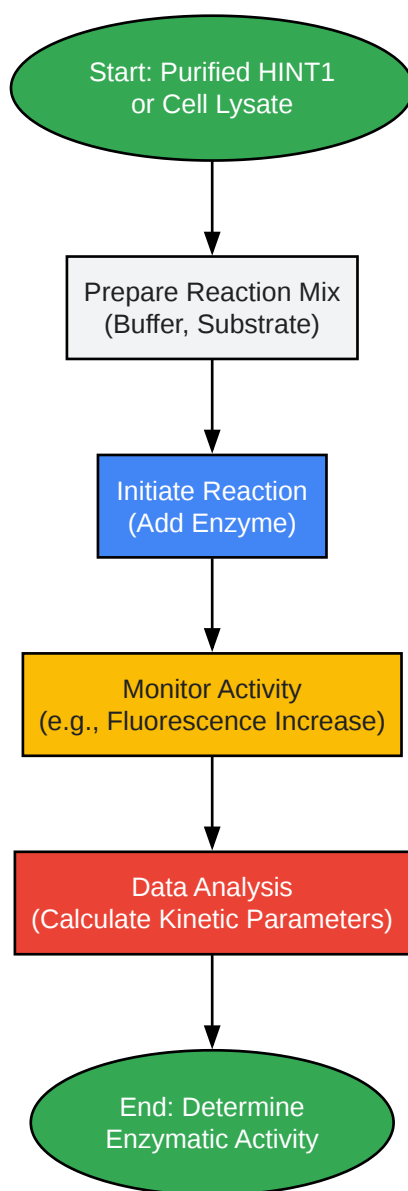 Start: Purified HINT1
or Cell Lysate
Prepare Reaction Mix
(Buffer, Substrate)
Initiate Reaction
(Add Enzyme)
Monitor Activity
(e.g., Fluorescence Increase)
Data Analysis
(Calculate Kinetic Parameters)
End: Determine
Enzymatic Activity